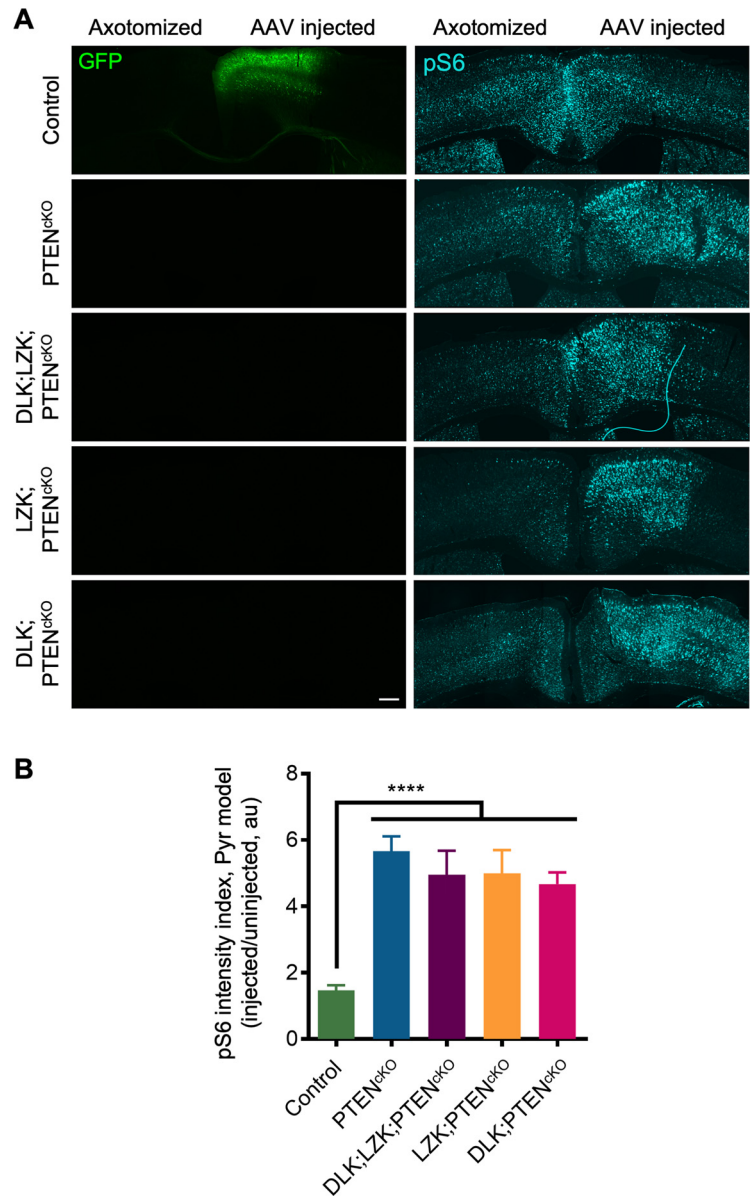 A
Axotomized AAV injected Axotomized AAV injected
GFP pS6
Control
PTENcKO
DLK;LZK;
PTENcKO
LZK;
PTENcKO
DLK;
PTENcKO
B
pS6 intensity index, Pyr model
(injected/uninjected, au)
8
6
4
2
0
****
Control
PTENcKO
DLK;LZK;PTENcKO
LZK;PTENcKO
DLK;PTENcKO